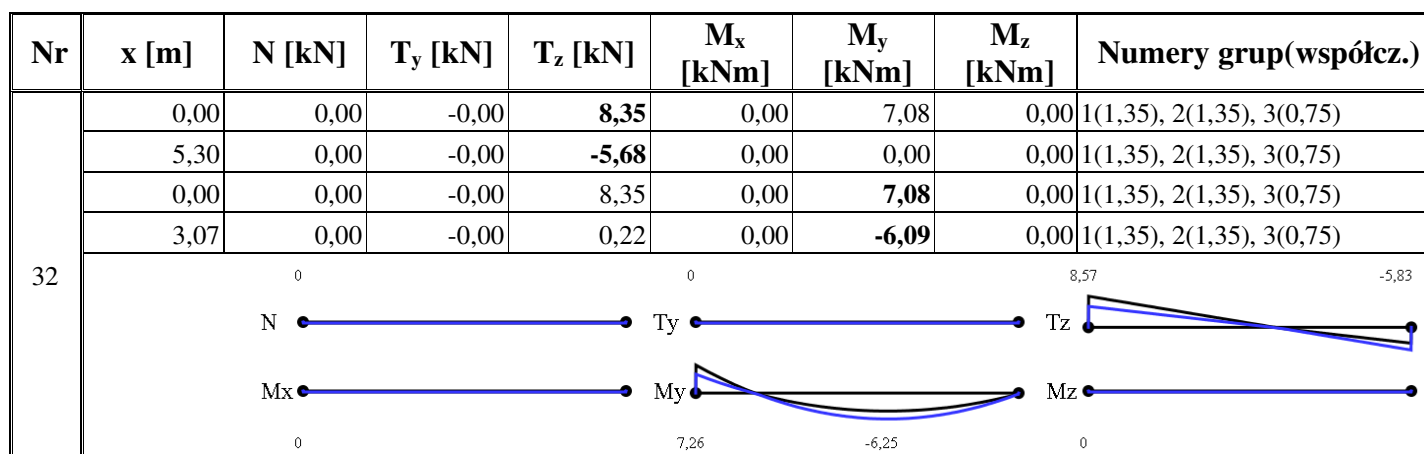 Nr x [m] N [kN] Ty [kN] Tz [kN] Mx [kNm] My [kNm] Mz [kNm] Numery grup(współcz.)
0,00 0,00 -0,00 8,35 0,00 7,08 0,00 1(1,35), 2(1,35), 3(0,75)
5,30 0,00 -0,00 -5,68 0,00 0,00 0,00 1(1,35), 2(1,35), 3(0,75)
0,00 0,00 -0,00 8,35 0,00 7,08 0,00 1(1,35), 2(1,35), 3(0,75)
3,07 0,00 -0,00 0,22 0,00 -6,09 0,00 1(1,35), 2(1,35), 3(0,75)
32
0 0 8,57 -5,83
N Ty Tz
Mx My Mz
0 7,26 -6,25 0